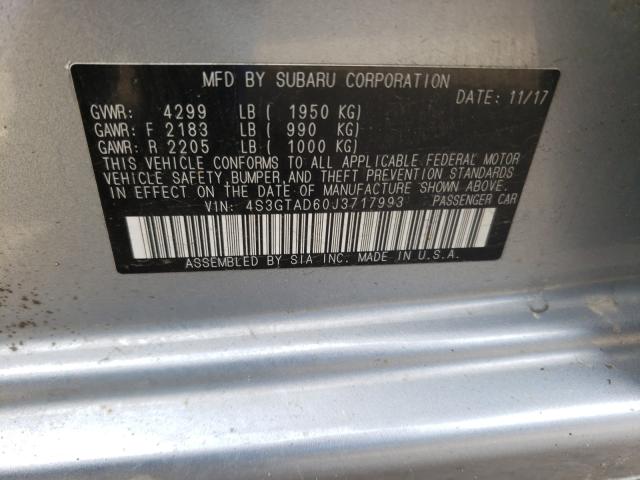 MFD BY SUBARU CORPORATION
DATE: 11/17
GVWR: 4299 LB ( 1950 KG)
GAWR: F 2183 LB ( 990 KG)
GAWR: R 2205 LB ( 1000 KG)
THIS VEHICLE CONFORMS TO ALL APPLICABLE FEDERAL MOTOR
VEHICLE SAFETY, BUMPER, AND THEFT PREVENTION STANDARDS
IN EFFECT ON THE DATE OF MANUFACTURE SHOWN ABOVE.
VIN: 4S3GTAD60J3717993 PASSENGER CAR
ASSEMBLED BY SIA INC. MADE IN U.S.A.